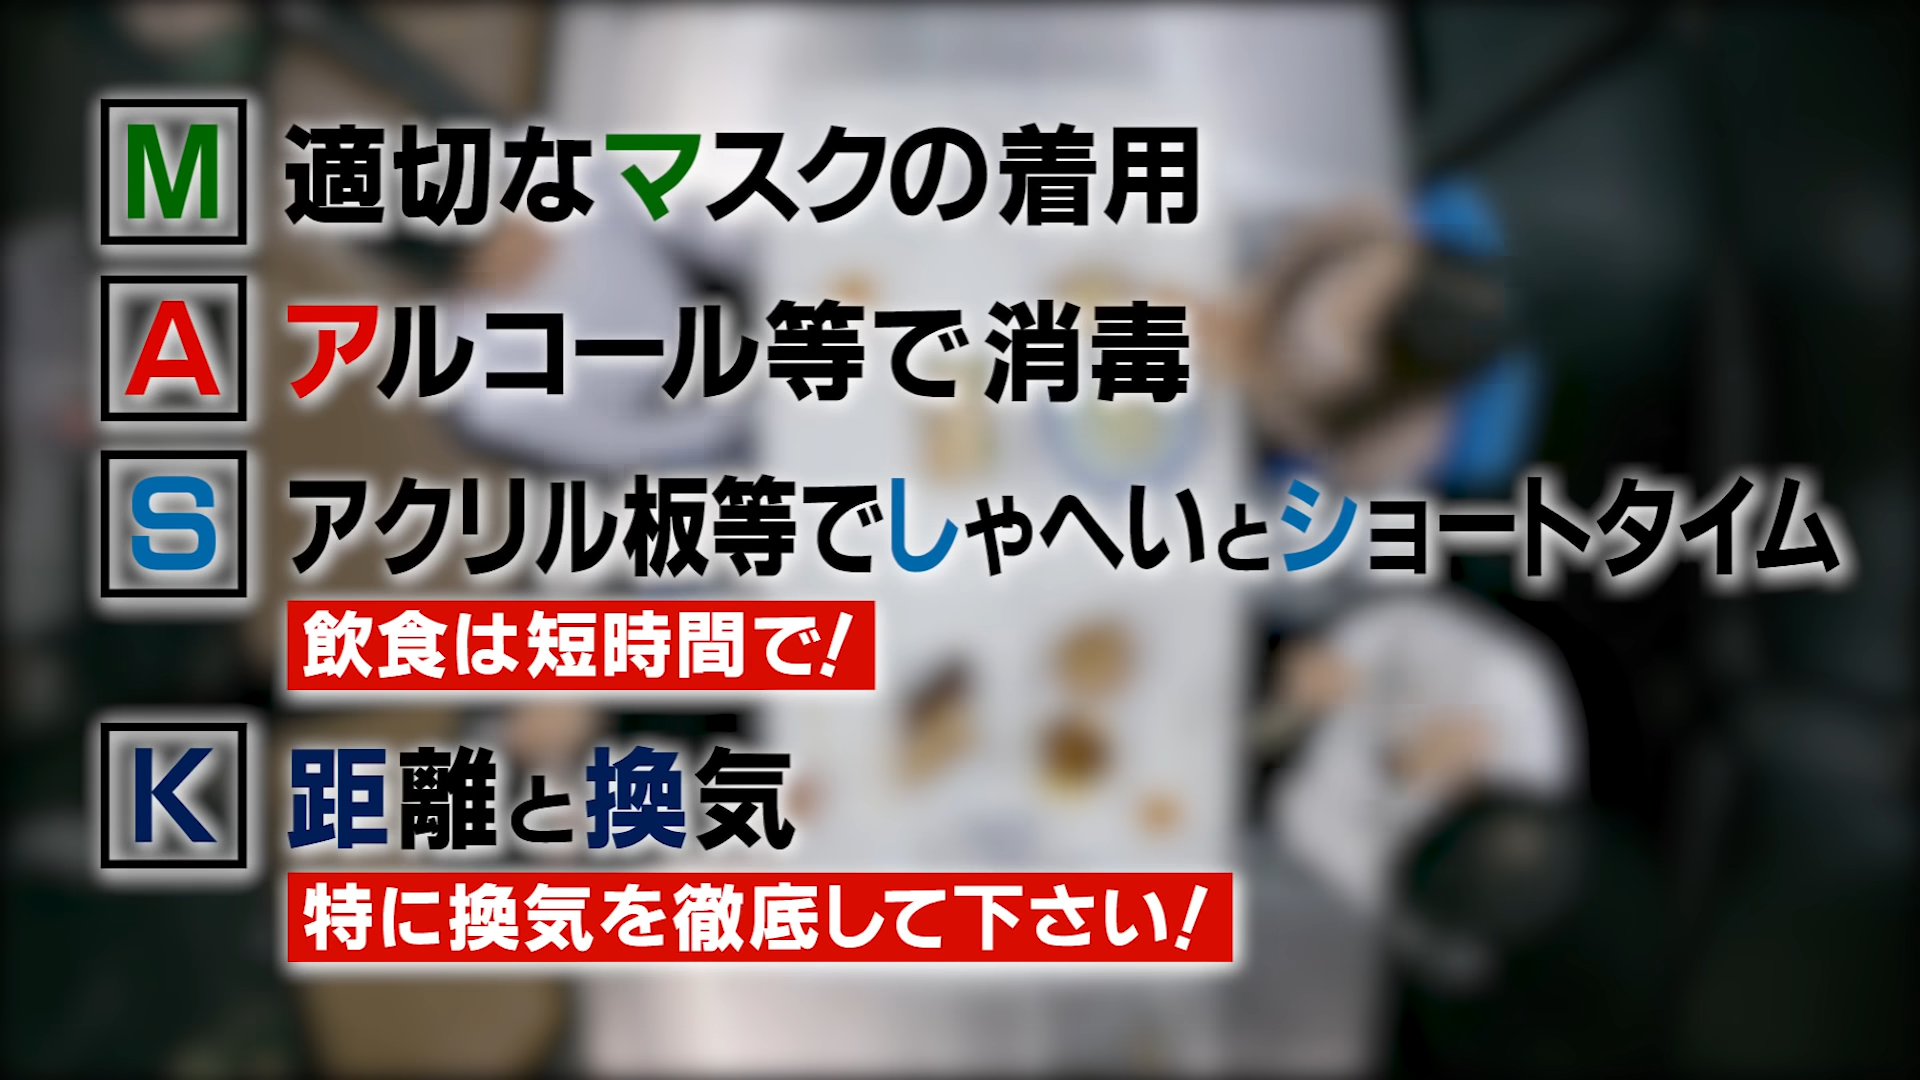 M 適切なマスクの着用
A アルコール等で消毒
S アクリル板等でしゃへいとショートタイム
飲食は短時間で!
K 距離と換気
特に換気を徹底して下さい!